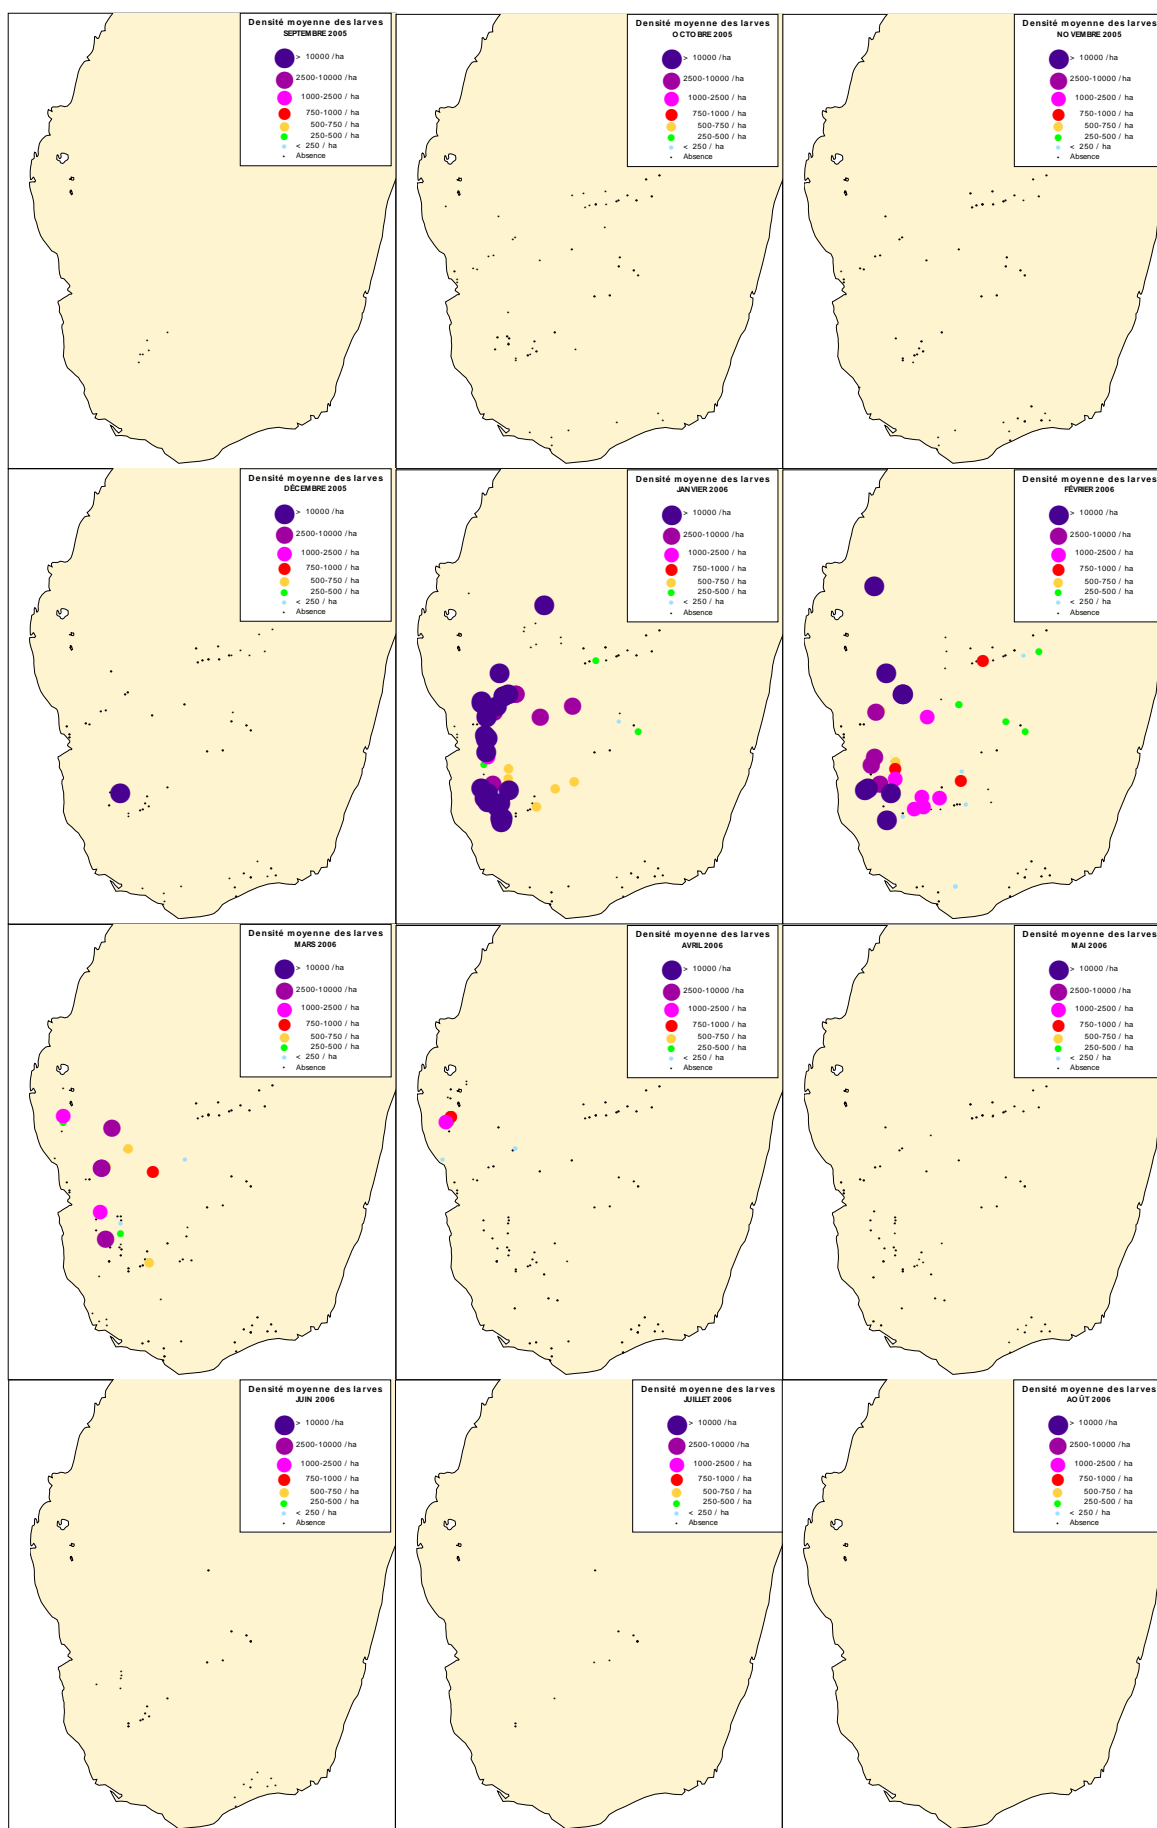 Densité moyenne des larves
SEPTEMBRE 2005
> 10000 /ha
2500-10000 /ha
1000-2500 / ha
750-1000 / ha
500-750 / ha
250-500 / ha
< 250 / ha
Absence
Densité moyenne des larves
OCTOBRE 2005
> 10000 /ha
2500-10000 /ha
1000-2500 / ha
750-1000 / ha
500-750 / ha
250-500 / ha
< 250 / ha
Absence
Densité moyenne des larves
NOVEMBRE 2005
> 10000 /ha
2500-10000 /ha
1000-2500 / ha
750-1000 / ha
500-750 / ha
250-500 / ha
< 250 / ha
Absence
Densité moyenne des larves
DÉCEMBRE 2005
> 10000 /ha
2500-10000 /ha
1000-2500 / ha
750-1000 / ha
500-750 / ha
250-500 / ha
< 250 / ha
Absence
Densité moyenne des larves
JANVIER 2006
> 10000 /ha
2500-10000 /ha
1000-2500 / ha
750-1000 / ha
500-750 / ha
250-500 / ha
< 250 / ha
Absence
Densité moyenne des larves
FÉVRIER 2006
> 10000 /ha
2500-10000 /ha
1000-2500 / ha
750-1000 / ha
500-750 / ha
250-500 / ha
< 250 / ha
Absence
Densité moyenne des larves
MARS 2006
> 10000 /ha
2500-10000 /ha
1000-2500 / ha
750-1000 / ha
500-750 / ha
250-500 / ha
< 250 / ha
Absence
Densité moyenne des larves
AVRIL 2006
> 10000 /ha
2500-10000 /ha
1000-2500 / ha
750-1000 / ha
500-750 / ha
250-500 / ha
< 250 / ha
Absence
Densité moyenne des larves
MAI 2006
> 10000 /ha
2500-10000 /ha
1000-2500 / ha
750-1000 / ha
500-750 / ha
250-500 / ha
< 250 / ha
Absence
Densité moyenne des larves
JUIN 2006
> 10000 /ha
2500-10000 /ha
1000-2500 / ha
750-1000 / ha
500-750 / ha
250-500 / ha
< 250 / ha
Absence
Densité moyenne des larves
JUILLET 2006
> 10000 /ha
2500-10000 /ha
1000-2500 / ha
750-1000 / ha
500-750 / ha
250-500 / ha
< 250 / ha
Absence
Densité moyenne des larves
AOÛT 2006
> 10000 /ha
2500-10000 /ha
1000-2500 / ha
750-1000 / ha
500-750 / ha
250-500 / ha
< 250 / ha
Absence